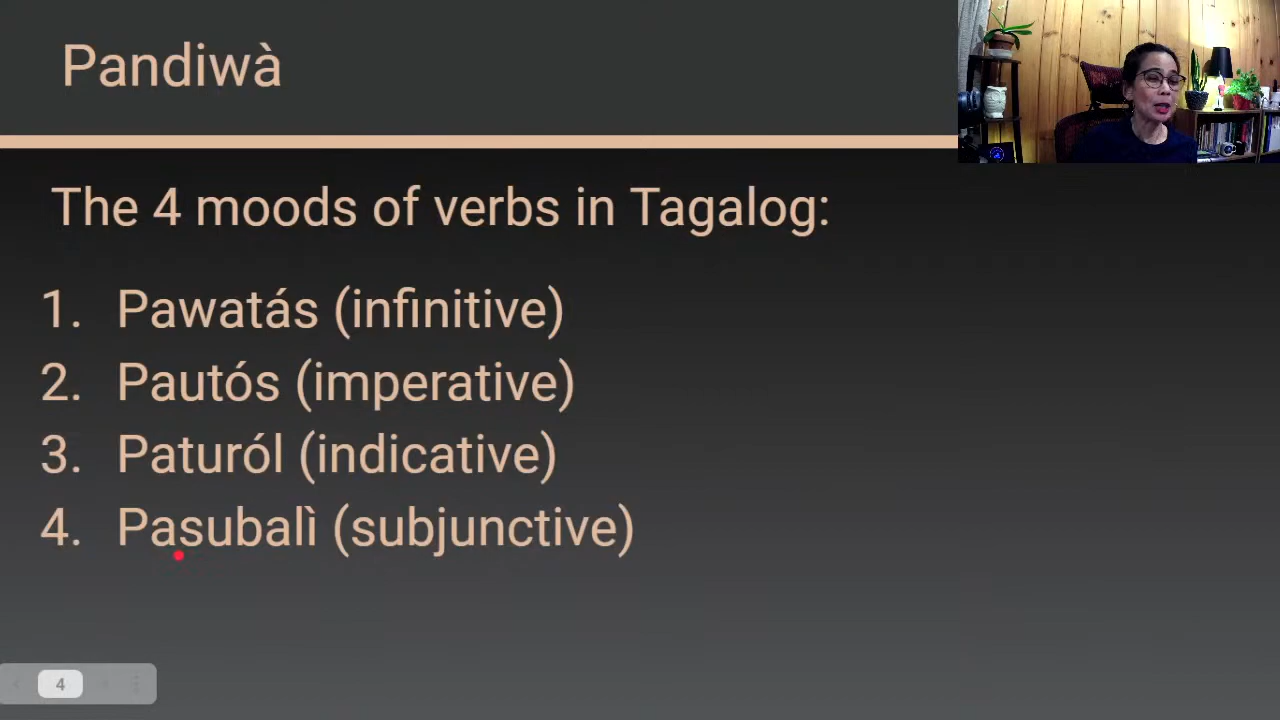 Pandiwà
The 4 moods of verbs in Tagalog:
1. Pawatás (infinitive)
2. Pautós (imperative)
3. Paturól (indicative)
4. Pasubalì (subjunctive)
4